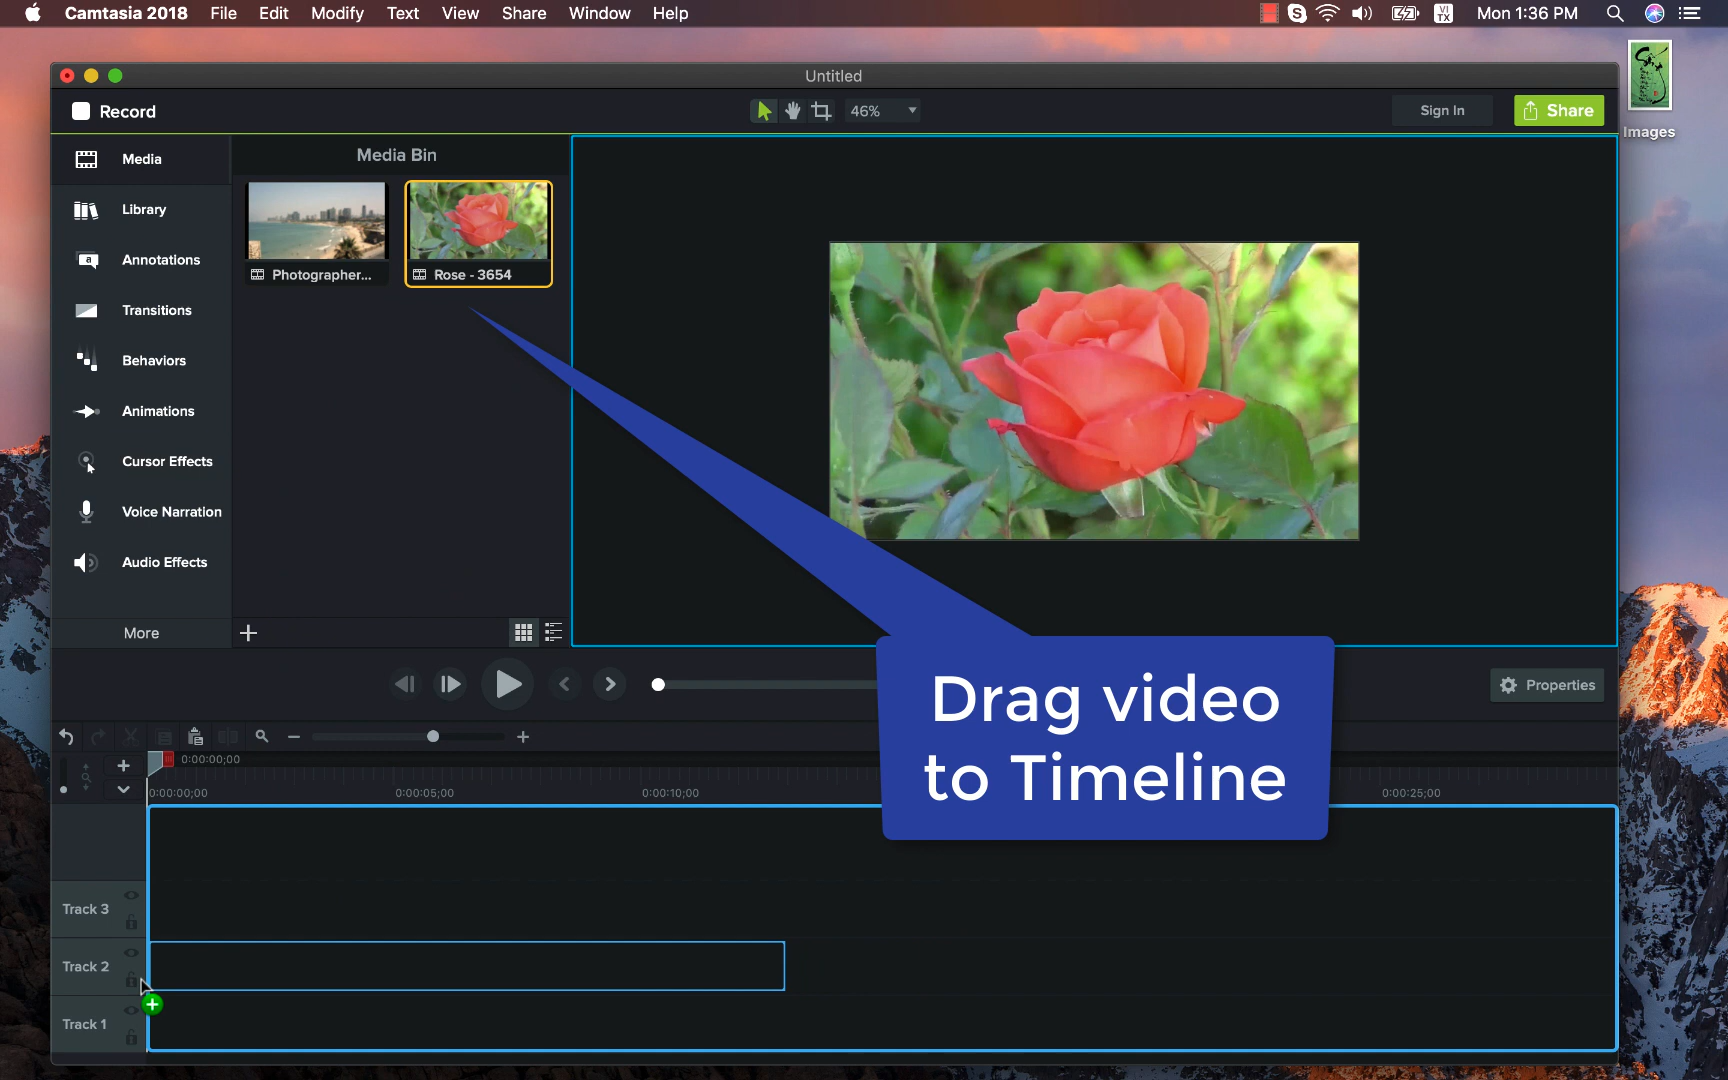 Camtasia 2018 File Edit Modify Text View Share Window Help
VI
TX
Mon 1:36 PM
Images
Untitled
Record
46%
Sign In
Share
Media
Library
a
Annotations
Transitions
Behaviors
Animations
Cursor Effects
Voice Narration
Audio Effects
More
Media Bin
Photographer...
Rose - 3654
Properties
Drag video
to Timeline
0:00:00;00
0:00:00;00
0:00:05;00
0:00:10;00
0:00:25;00
Track 3
Track 2
Track 1